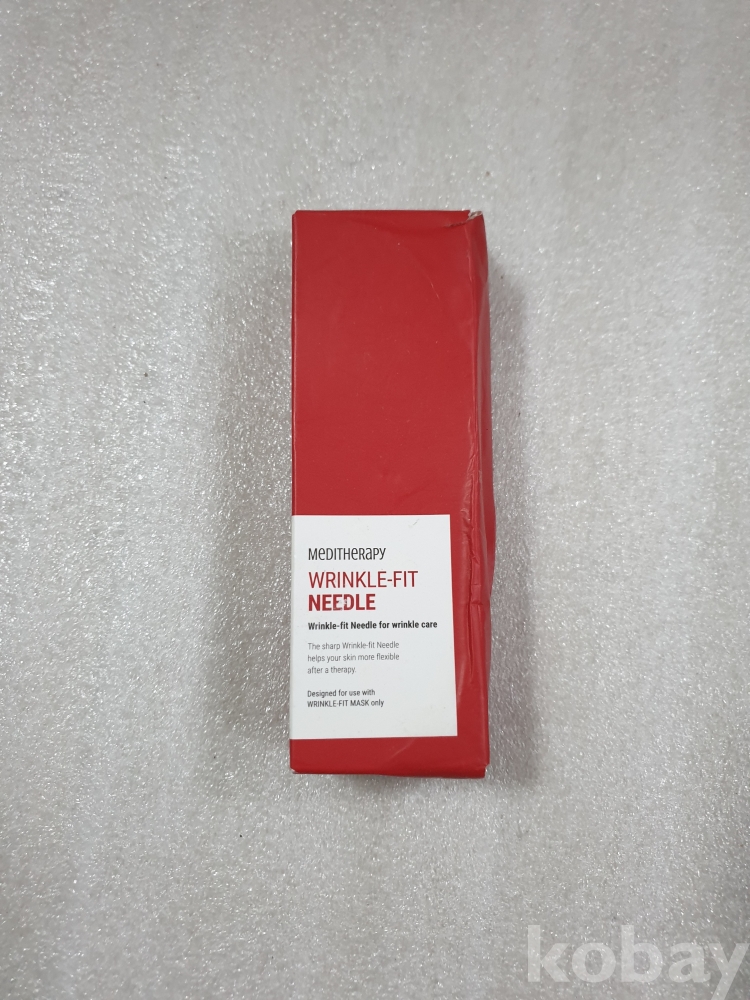 MEDITHERAPY
WRINKLE-FIT
NEEDLE
Wrinkle-fit Needle for wrinkle care
The sharp Wrinkle-fit Needle
helps your skin more flexible
after a therapy.
Designed for use with
WRINKLE-FIT MASK only
kobay